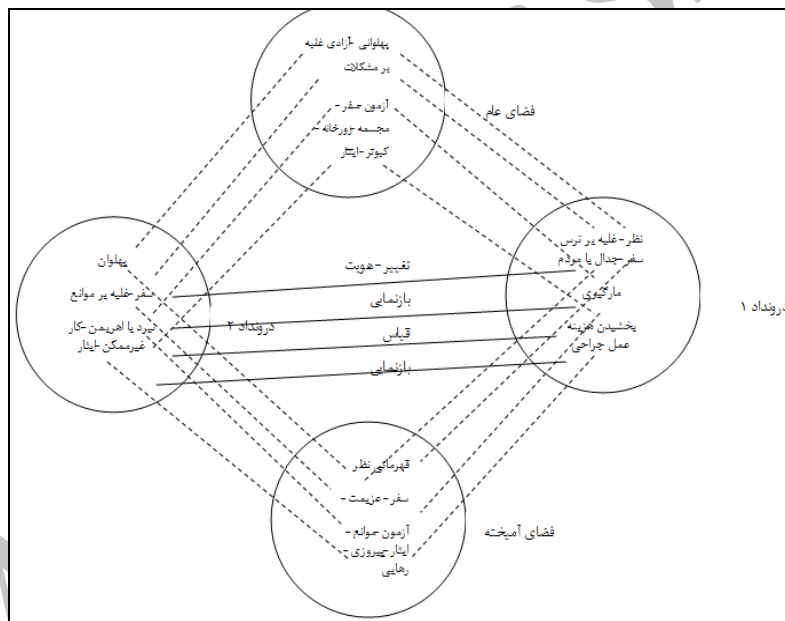 پهلوانی-آزادی غلبه
بر مشکلات
آزمون-سفر-
مجسمه-زورخانه-
کبوتر-ایثار
فضای عام
نظر-غلبه بر ترس
سفر-جدال با مردم
مارگیری
بخشیدن هزینه
عمل جراحی
درونداد ۱
تغییر-هویت
بازنمایی
قیاس
بازنمایی
پهلوان
سفر-غلبه بر موانع
نبرد با اهریمن-کار
غیرممکن-ایثار
درونداد ۲
قهرمانی نظر
سفر-عزیمت-
آزمون-موانع-
ایثار-پیروزی-
رهایی
فضای آمیخته